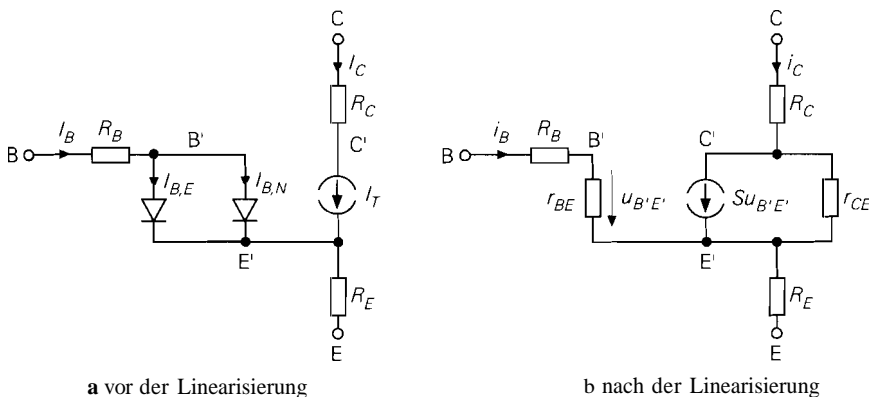 C
C
I_C
i_C
R_C
R_C
I_B
R_B
B'
C'
i_B
R_B
B'
C'
B
B
I_{B,E}
I_{B,N}
I_T
r_{BE}
u_{B'E'}
Su_{B'E'}
r_{CE}
E'
E'
R_E
R_E
E
E
a vor der Linearisierung
b nach der Linearisierung